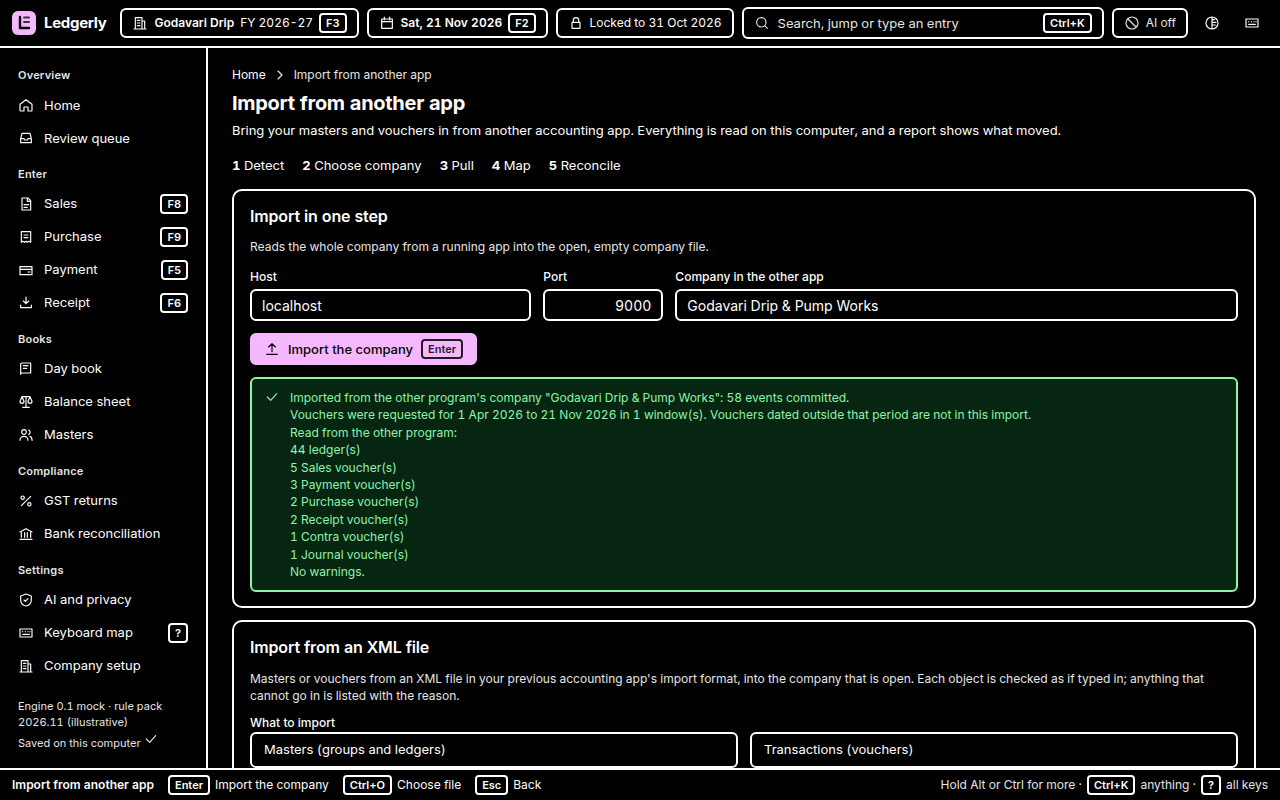 Ledgerly
Godavari Drip FY 2026-27 F3
Sat, 21 Nov 2026 F2
Locked to 31 Oct 2026
Search, jump or type an entry Ctrl+K
AI off
Overview
Home
Review queue
Enter
Sales F8
Purchase F9
Payment F5
Receipt F6
Books
Day book
Balance sheet
Masters
Compliance
GST returns
Bank reconciliation
Settings
AI and privacy
Keyboard map ?
Company setup
Engine 0.1 mock · rule pack
2026.11 (illustrative)
Saved on this computer
Home > Import from another app
Import from another app
Bring your masters and vouchers in from another accounting app. Everything is read on this computer, and a report shows what moved.
1 Detect 2 Choose company 3 Pull 4 Map 5 Reconcile
Import in one step
Reads the whole company from a running app into the open, empty company file.
Host Port Company in the other app
localhost 9000 Godavari Drip & Pump Works
Import the company Enter
Imported from the other program's company "Godavari Drip & Pump Works": 58 events committed.
Vouchers were requested for 1 Apr 2026 to 21 Nov 2026 in 1 window(s). Vouchers dated outside that period are not in this import.
Read from the other program:
44 ledger(s)
5 Sales voucher(s)
3 Payment voucher(s)
2 Purchase voucher(s)
2 Receipt voucher(s)
1 Contra voucher(s)
1 Journal voucher(s)
No warnings.
Import from an XML file
Masters or vouchers from an XML file in your previous accounting app's import format, into the company that is open. Each object is checked as if typed in; anything that
cannot go in is listed with the reason.
What to import
Masters (groups and ledgers) Transactions (vouchers)
Import from another app Enter Import the company Ctrl+O Choose file Esc Back
Hold Alt or Ctrl for more · Ctrl+K anything · ? all keys